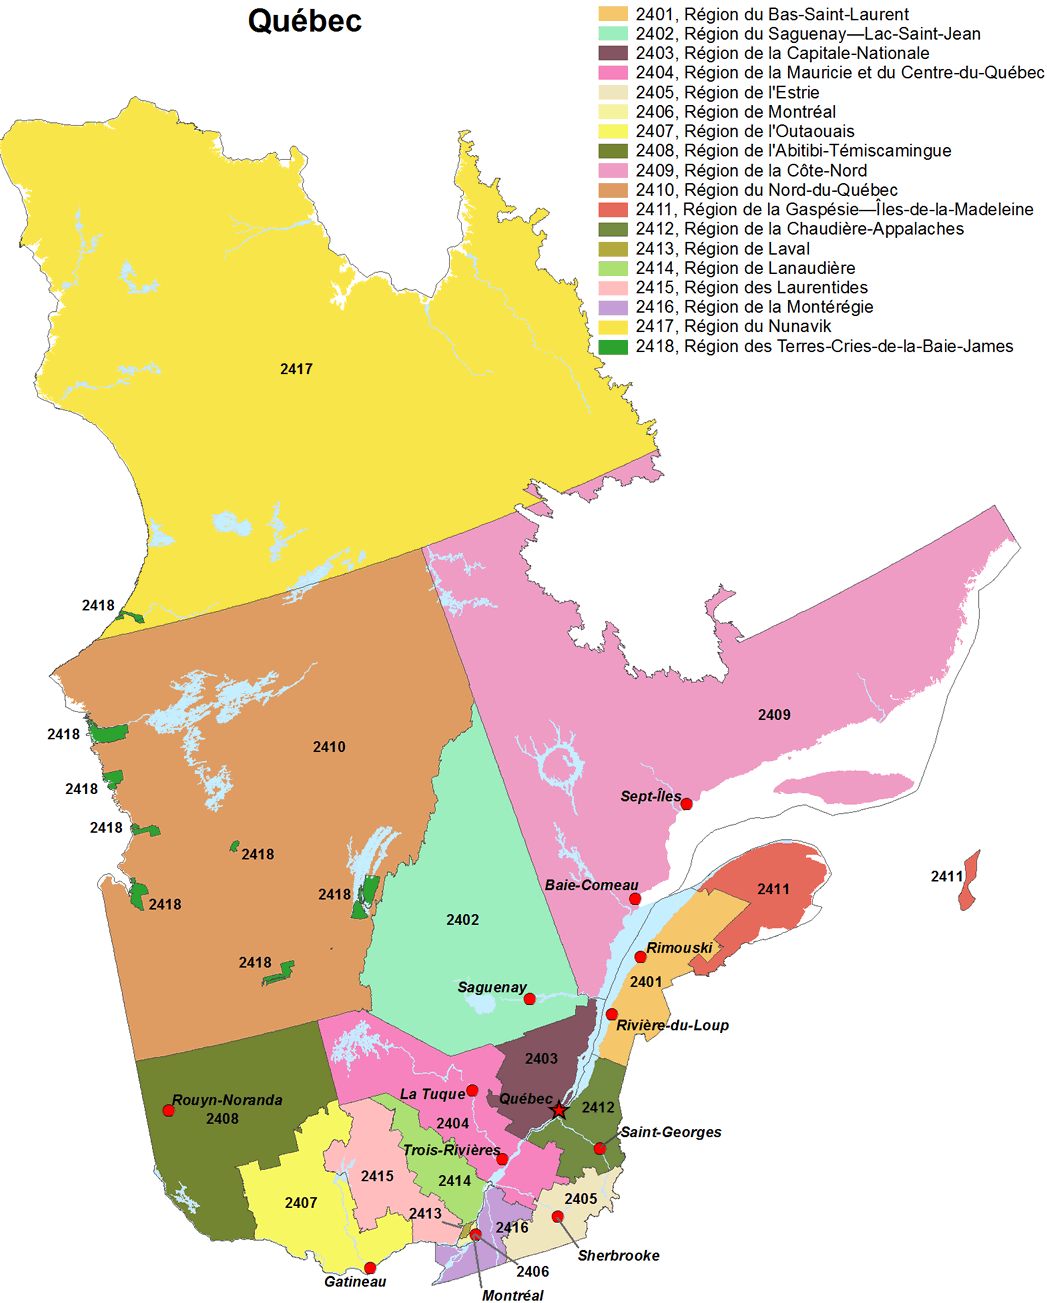 Québec
2401, Région du Bas-Saint-Laurent
2402, Région du Saguenay—Lac-Saint-Jean
2403, Région de la Capitale-Nationale
2404, Région de la Mauricie et du Centre-du-Québec
2405, Région de l'Estrie
2406, Région de Montréal
2407, Région de l'Outaouais
2408, Région de l'Abitibi-Témiscamingue
2409, Région de la Côte-Nord
2410, Région du Nord-du-Québec
2411, Région de la Gaspésie—Îles-de-la-Madeleine
2412, Région de la Chaudière-Appalaches
2413, Région de Laval
2414, Région de Lanaudière
2415, Région des Laurentides
2416, Région de la Montérégie
2417, Région du Nunavik
2418, Région des Terres-Cries-de-la-Baie-James
2417
2418
2409
2418
2410
2418
Sept-Îles
2418
2418
2411
2411
Baie-Comeau
2418
2418
2402
Rimouski
2418
2401
Saguenay
Rivière-du-Loup
2403
La Tuque
Québec
Rouyn-Noranda
2412
2408
2404
Saint-Georges
Trois-Rivières
2415
2414
2405
2407
2413
2416
Sherbrooke
2406
Gatineau
Montréal